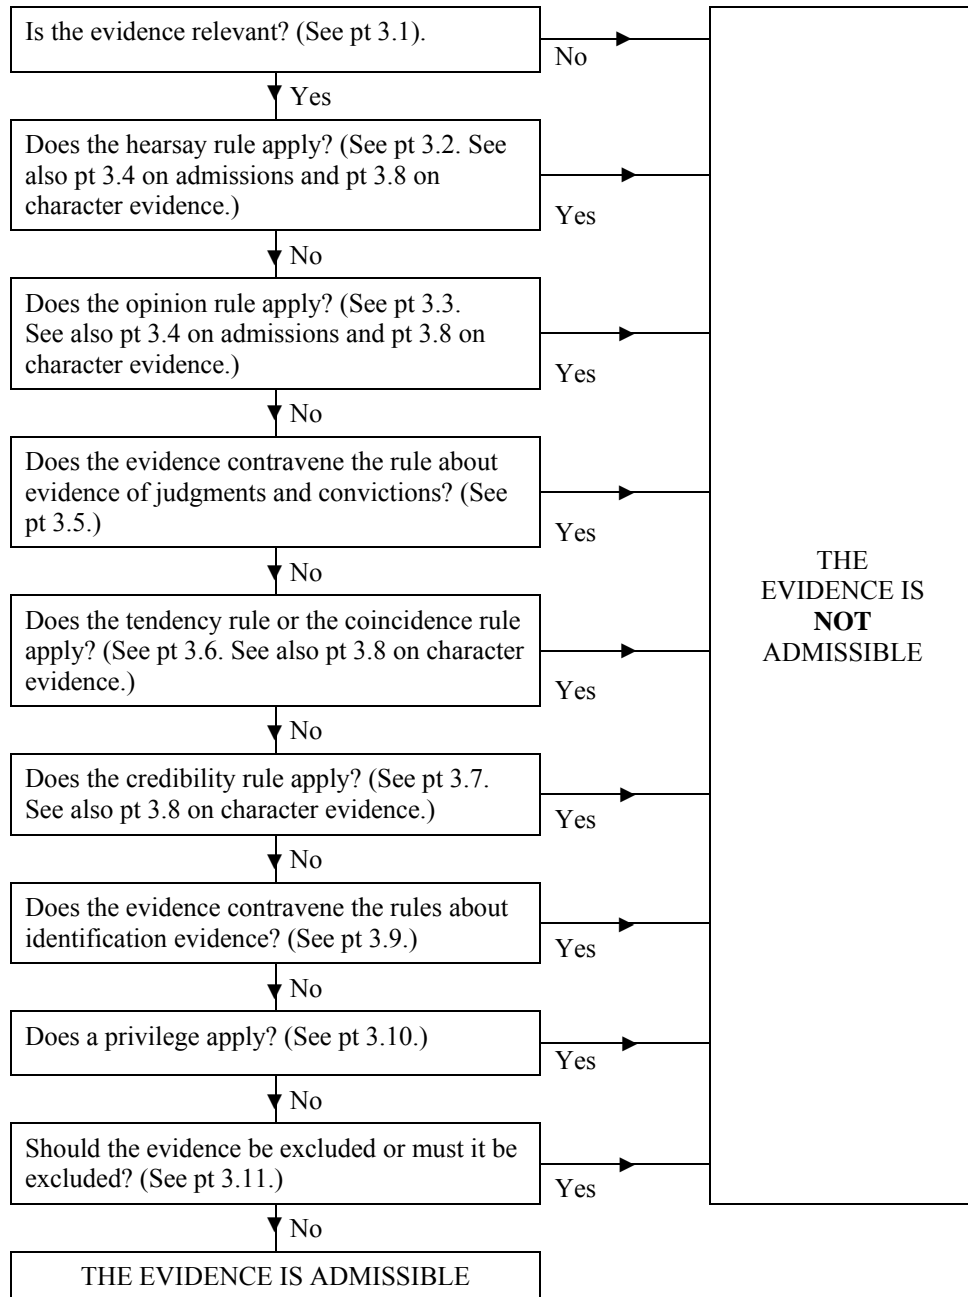 Is the evidence relevant? (See pt 3.1).
No
Yes
Does the hearsay rule apply? (See pt 3.2. See
also pt 3.4 on admissions and pt 3.8 on
character evidence.)
Yes
No
Does the opinion rule apply? (See pt 3.3.
See also pt 3.4 on admissions and pt 3.8 on
character evidence.)
Yes
No
Does the evidence contravene the rule about
evidence of judgments and convictions? (See
pt 3.5.)
Yes
No
Does the tendency rule or the coincidence rule
apply? (See pt 3.6. See also pt 3.8 on character
evidence.)
Yes
No
Does the credibility rule apply? (See pt 3.7.
See also pt 3.8 on character evidence.)
Yes
No
Does the evidence contravene the rules about
identification evidence? (See pt 3.9.)
Yes
No
Does a privilege apply? (See pt 3.10.)
Yes
No
Should the evidence be excluded or must it be
excluded? (See pt 3.11.)
Yes
No
THE EVIDENCE IS ADMISSIBLE
THE
EVIDENCE IS
NOT
ADMISSIBLE